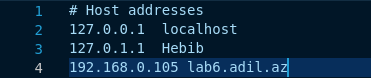 1 # Host addresses
2 127.0.0.1  localhost
3 127.0.1.1  Hebib
4 192.168.0.105 lab6.adil.az